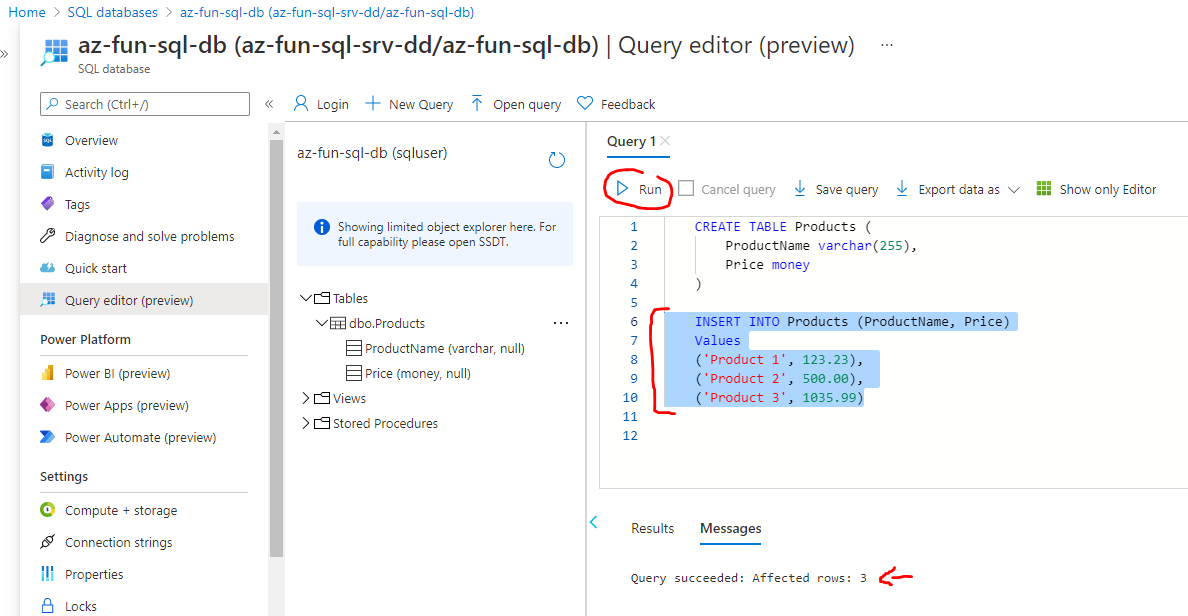 Home > SQL databases > az-fun-sql-db (az-fun-sql-srv-dd/az-fun-sql-db)
az-fun-sql-db (az-fun-sql-srv-dd/az-fun-sql-db) | Query editor (preview) ...
SQL database
Search (Ctrl+/)
Overview
Activity log
Tags
Diagnose and solve problems
Quick start
Query editor (preview)
Power Platform
Power BI (preview)
Power Apps (preview)
Power Automate (preview)
Settings
Compute + storage
Connection strings
Properties
Locks
Login
New Query
Open query
Feedback
az-fun-sql-db (sqluser)
Showing limited object explorer here. For
full capability please open SSDT.
Tables
dbo.Products ...
ProductName (varchar, null)
Price (money, null)
Views
Stored Procedures
Query 1
Run
Cancel query
Save query
Export data as
Show only Editor
1 CREATE TABLE Products (
2 ProductName varchar(255),
3 Price money
4 )
5
6 INSERT INTO Products (ProductName, Price)
7 Values
8 ('Product 1', 123.23),
9 ('Product 2', 500.00),
10 ('Product 3', 1035.99)
11
12
Results
Messages
Query succeeded: Affected rows: 3